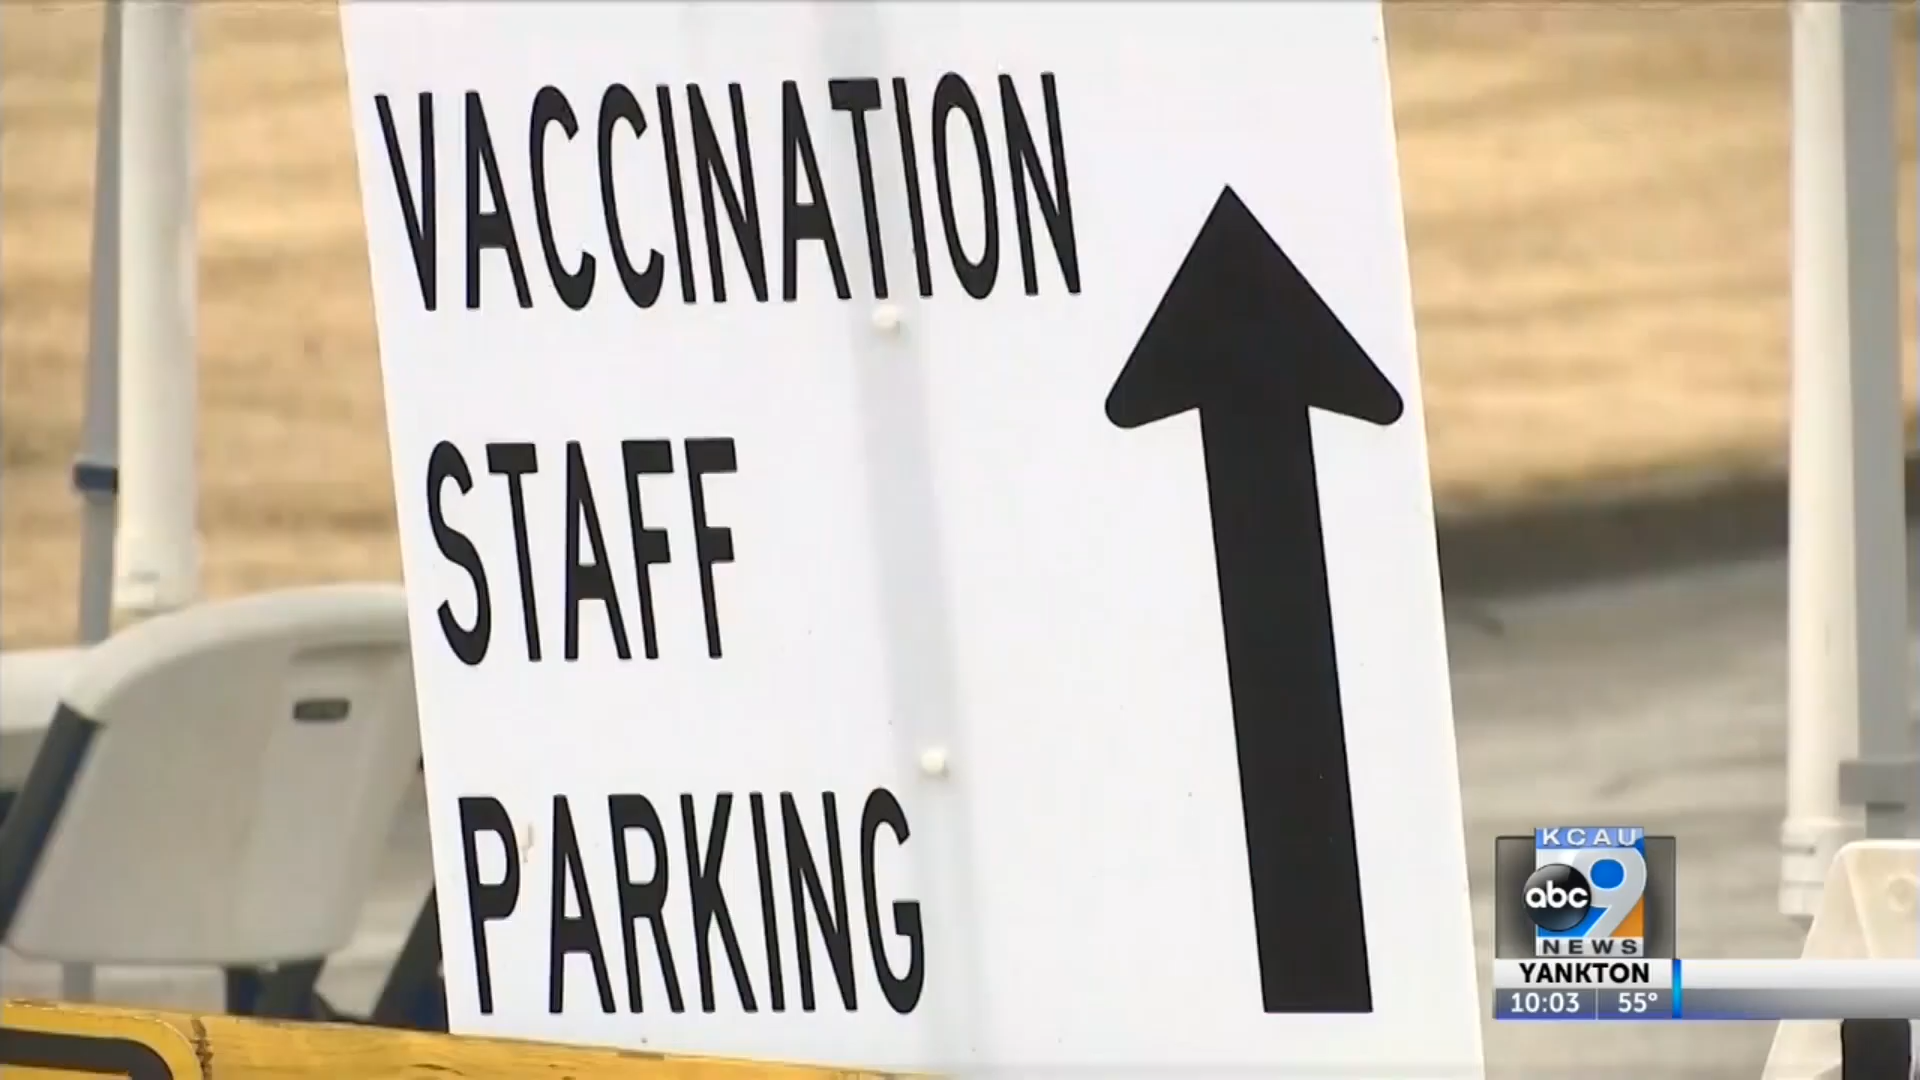 VACCINATION
STAFF
PARKING
KCAU
abc 9
NEWS
YANKTON
10:03 55°